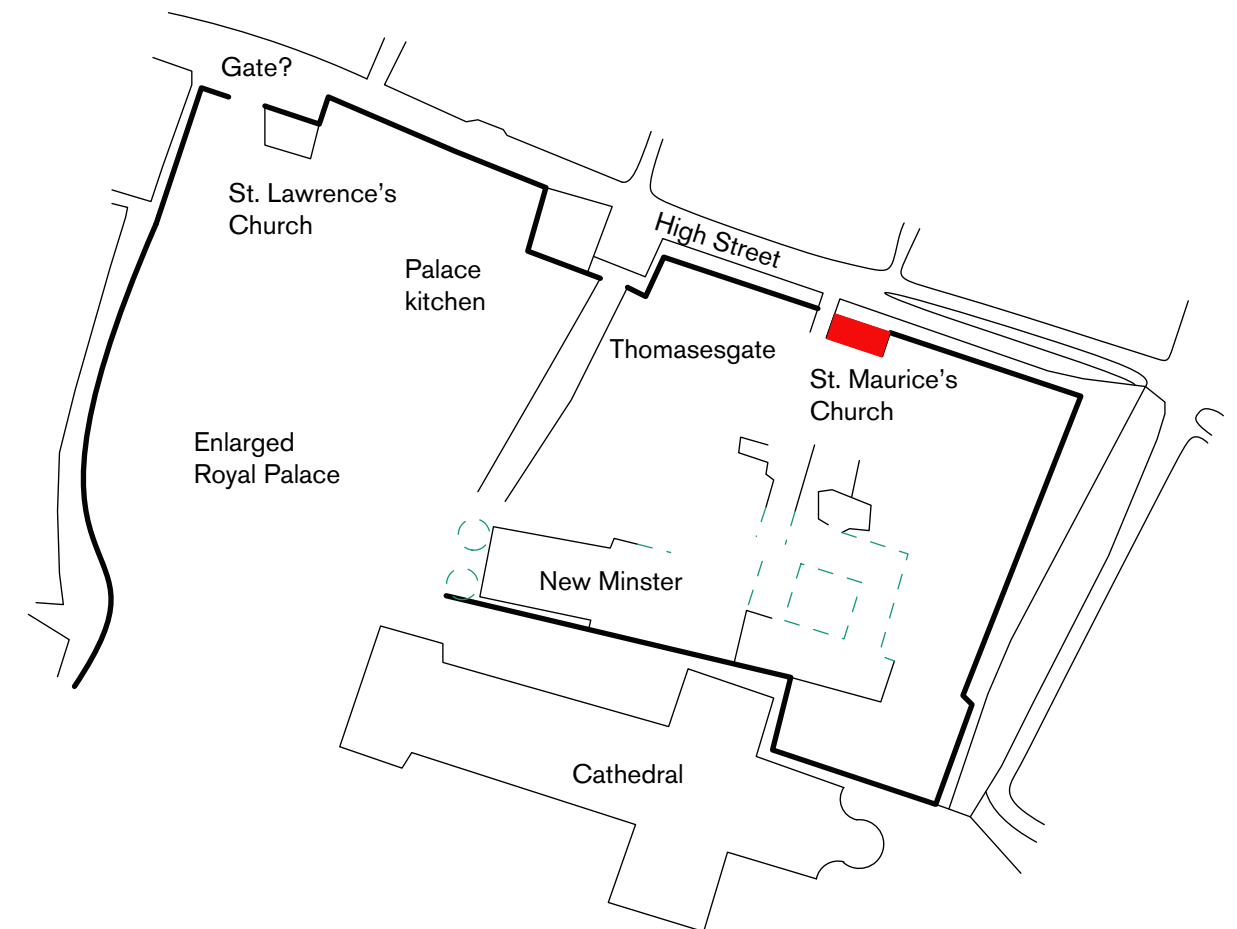 Gate?
St. Lawrence's
Church
High Street
Palace
kitchen
Thomasesgate
St. Maurice's
Church
Enlarged
Royal Palace
New Minster
Cathedral